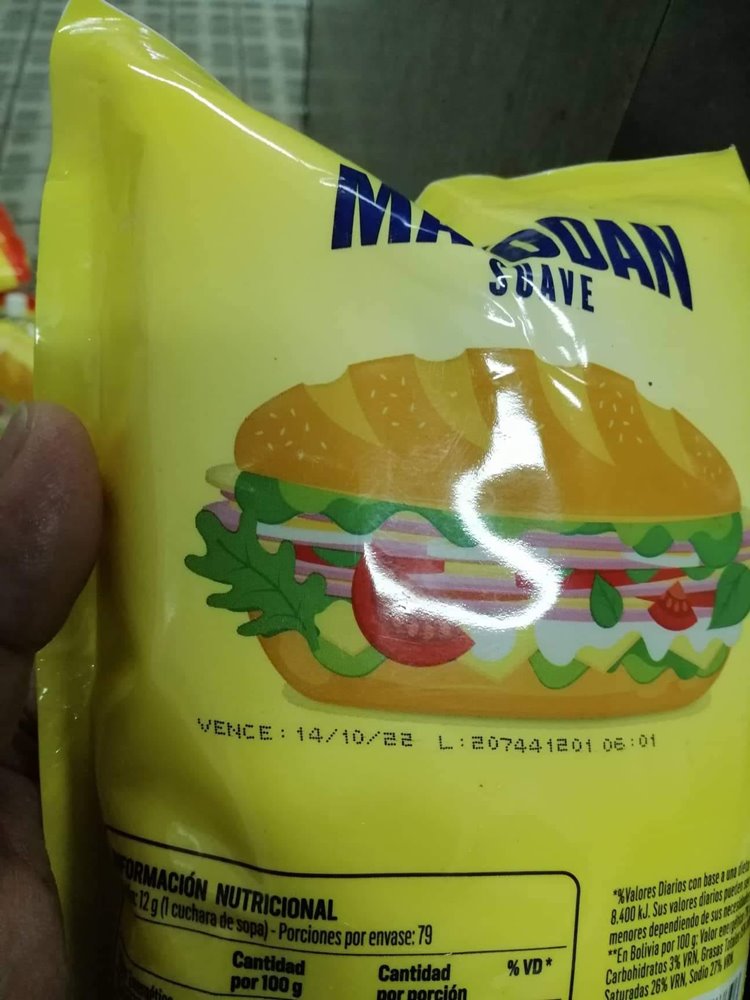 SUAVE
VENCE: 14/10/22 L:207441201 06:01
INFORMACIÓN NUTRICIONAL
12 g (1 cuchara de sopa) - Porciones por envase: 79
Cantidad por 100 g
Cantidad por porción
% VD*
*%Valores Diarios con base a una
8.400 kJ. Sus valores diarios pueden
menores dependiendo de sus
**En Bolivia por 100 g: Valor
Carbohidratos 3% VRN, Grasas
Saturadas 26% VRN, Sodio 27% VRN.